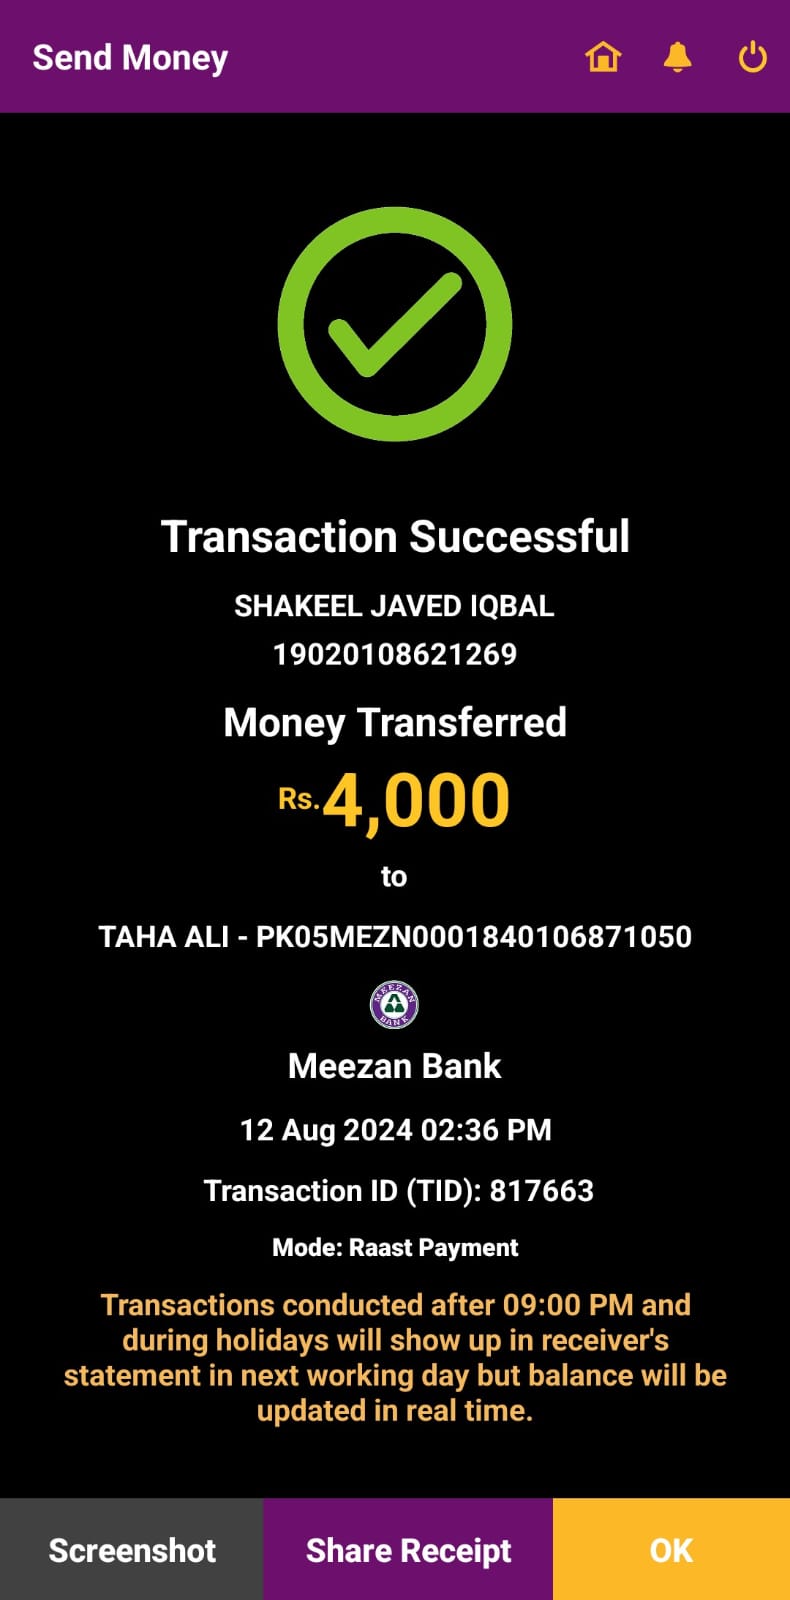 Send Money
Transaction Successful
SHAKEEL JAVED IQBAL
19020108621269
Money Transferred
Rs.4,000
to
TAHA ALI - PK05MEZN0001840106871050
MEEZAN BANK
Meezan Bank
12 Aug 2024 02:36 PM
Transaction ID (TID): 817663
Mode: Raast Payment
Transactions conducted after 09:00 PM and
during holidays will show up in receiver's
statement in next working day but balance will be
updated in real time.
Screenshot
Share Receipt
OK